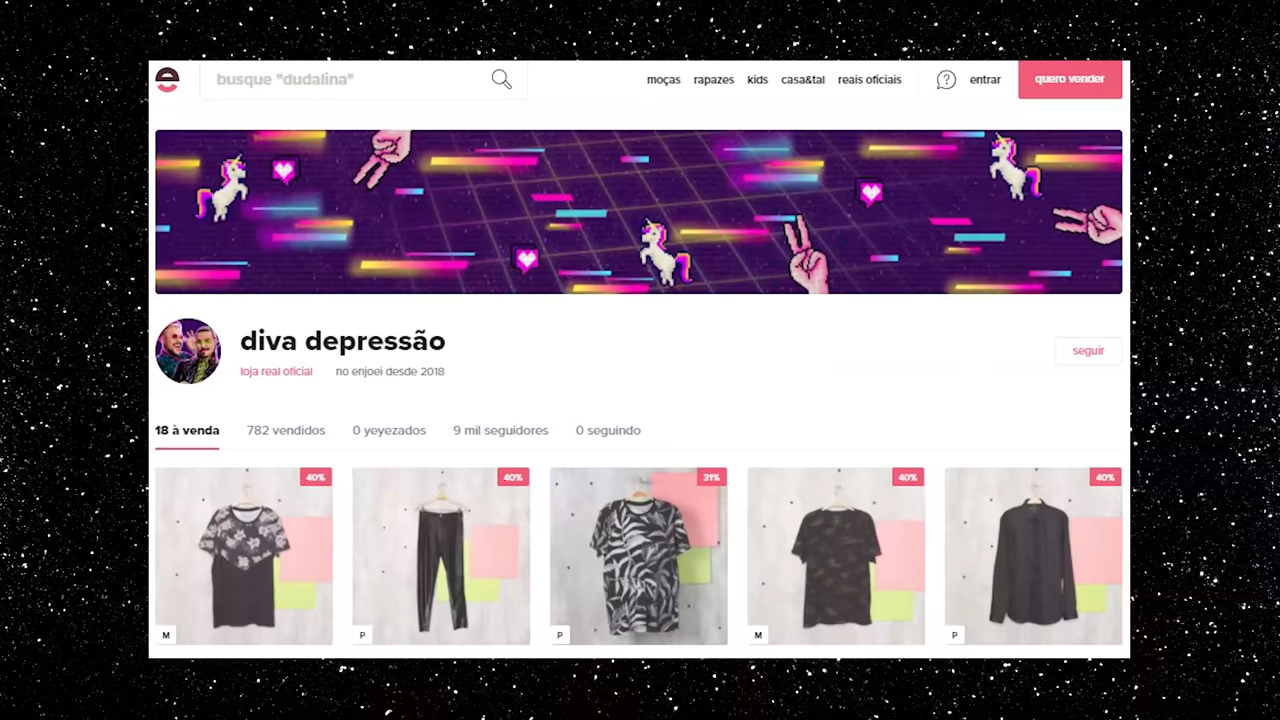 busque "dudalina"
moças rapazes kids casa&tal reais oficiais entrar quero vender
diva depressão
loja real oficial no enjoei desde 2018
seguir
18 à venda 782 vendidos 0 yeyezados 9 mil seguidores 0 seguindo
40% 40% 31% 40% 40%
M P P M P